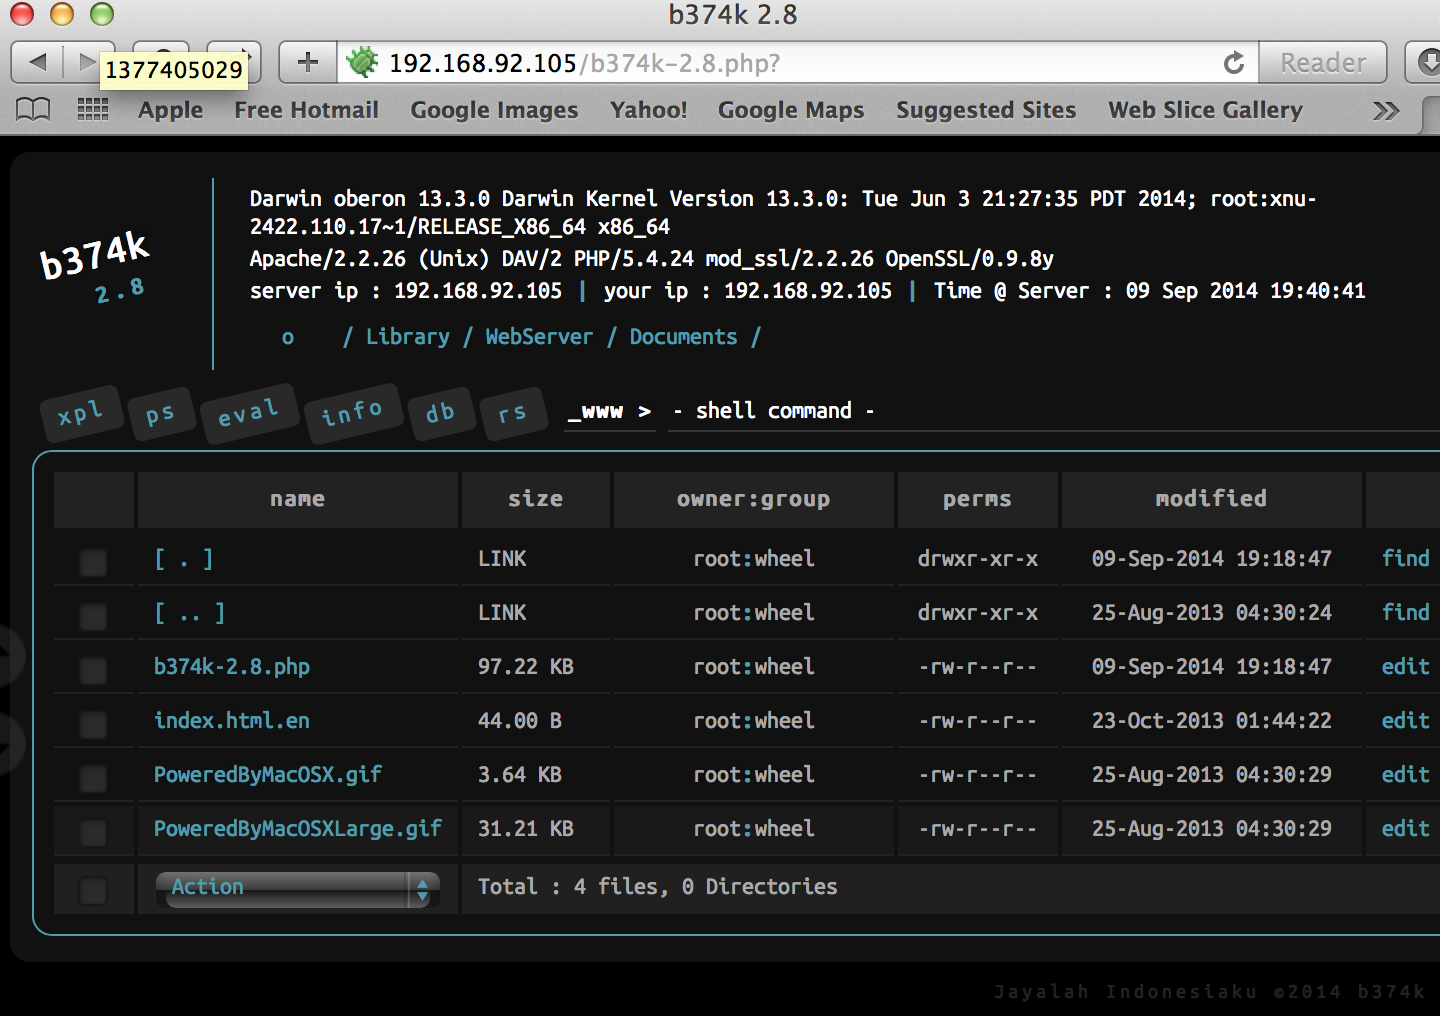 b374k 2.8
1377405029
192.168.92.105/b374k-2.8.php?
Reader
Apple Free Hotmail Google Images Yahoo! Google Maps Suggested Sites Web Slice Gallery >>
Darwin oberon 13.3.0 Darwin Kernel Version 13.3.0: Tue Jun 3 21:27:35 PDT 2014; root:xnu-
2422.110.17~1/RELEASE_X86_64 x86_64
Apache/2.2.26 (Unix) DAV/2 PHP/5.4.24 mod_ssl/2.2.26 OpenSSL/0.9.8y
server ip : 192.168.92.105 | your ip : 192.168.92.105 | Time @ Server : 09 Sep 2014 19:40:41
b374k
2.8
o / Library / WebServer / Documents /
xpl ps eval info db rs _www > - shell command -
name size owner:group perms modified
[ . ] LINK root:wheel drwxr-xr-x 09-Sep-2014 19:18:47 find
[ .. ] LINK root:wheel drwxr-xr-x 25-Aug-2013 04:30:24 find
b374k-2.8.php 97.22 KB root:wheel -rw-r--r-- 09-Sep-2014 19:18:47 edit
index.html.en 44.00 B root:wheel -rw-r--r-- 23-Oct-2013 01:44:22 edit
PoweredByMacOSX.gif 3.64 KB root:wheel -rw-r--r-- 25-Aug-2013 04:30:29 edit
PoweredByMacOSXLarge.gif 31.21 KB root:wheel -rw-r--r-- 25-Aug-2013 04:30:29 edit
Action Total : 4 files, 0 Directories
Jayalah Indonesiaku ©2014 b374k